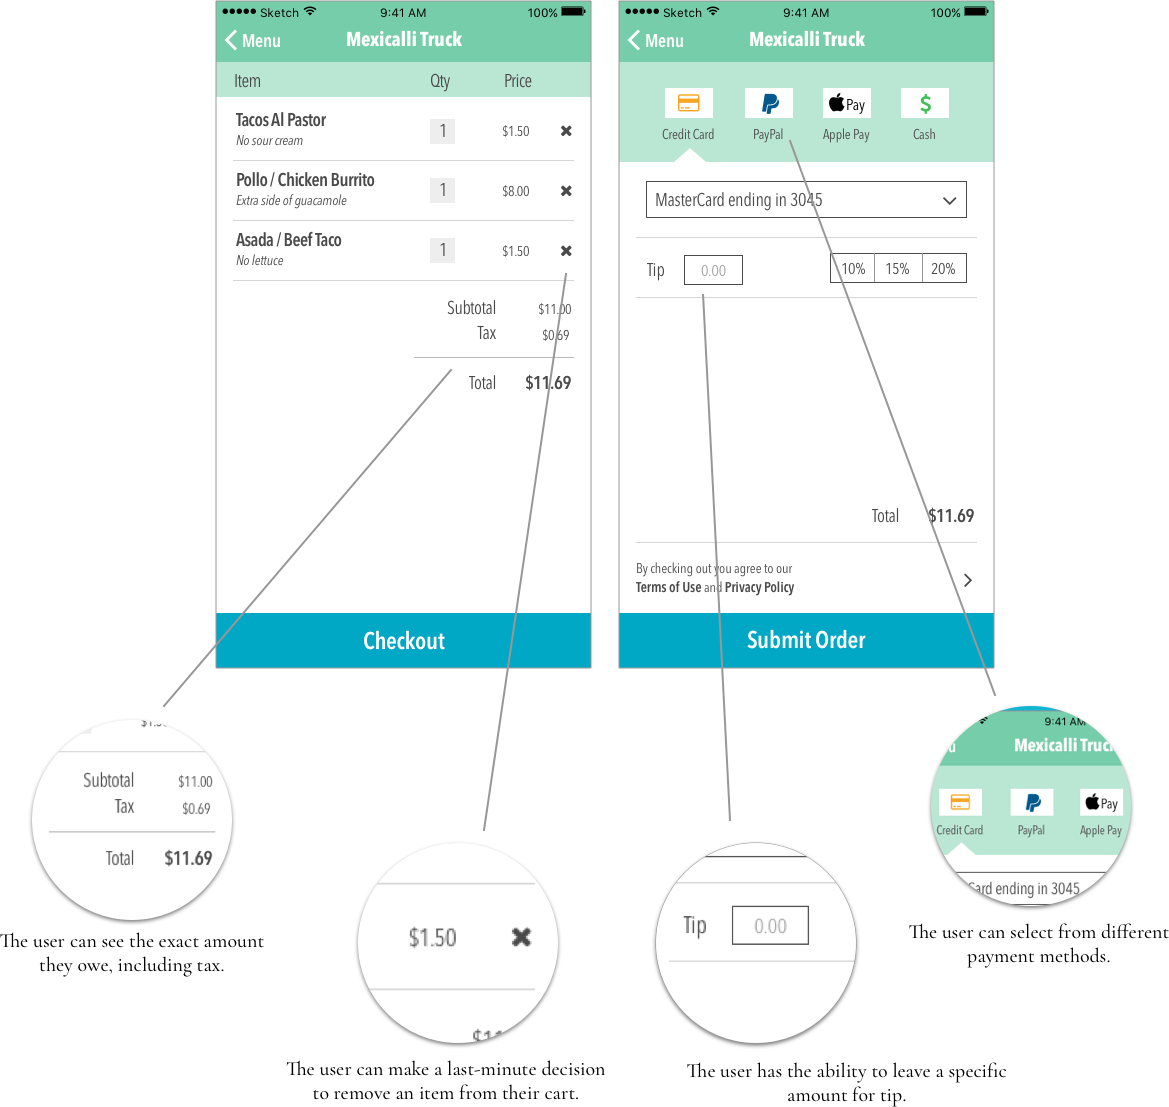 Sketch 9:41 AM 100%
Menu Mexicalli Truck
Item Qty Price
Tacos Al Pastor 1 $1.50
No sour cream
Pollo / Chicken Burrito 1 $8.00
Extra side of guacamole
Asada / Beef Taco 1 $1.50
No lettuce
Subtotal $11.00
Tax $0.69
Total $11.69
Checkout
Sketch 9:41 AM 100%
Menu Mexicalli Truck
Pay
Credit Card PayPal Apple Pay Cash
MasterCard ending in 3045
Tip 0.00 10% 15% 20%
Total $11.69
By checking out you agree to our
Terms of Use and Privacy Policy
Submit Order
Subtotal $11.00
Tax $0.69
Total $11.69
The user can see the exact amount
they owe, including tax.
$1.50
The user can make a last-minute decision
to remove an item from their cart.
Tip 0.00
The user has the ability to leave a specific
amount for tip.
9:41 AM
Mexicalli Truck
Pay
Credit Card PayPal Apple Pay
Card ending in 3045
The user can select from different
payment methods.